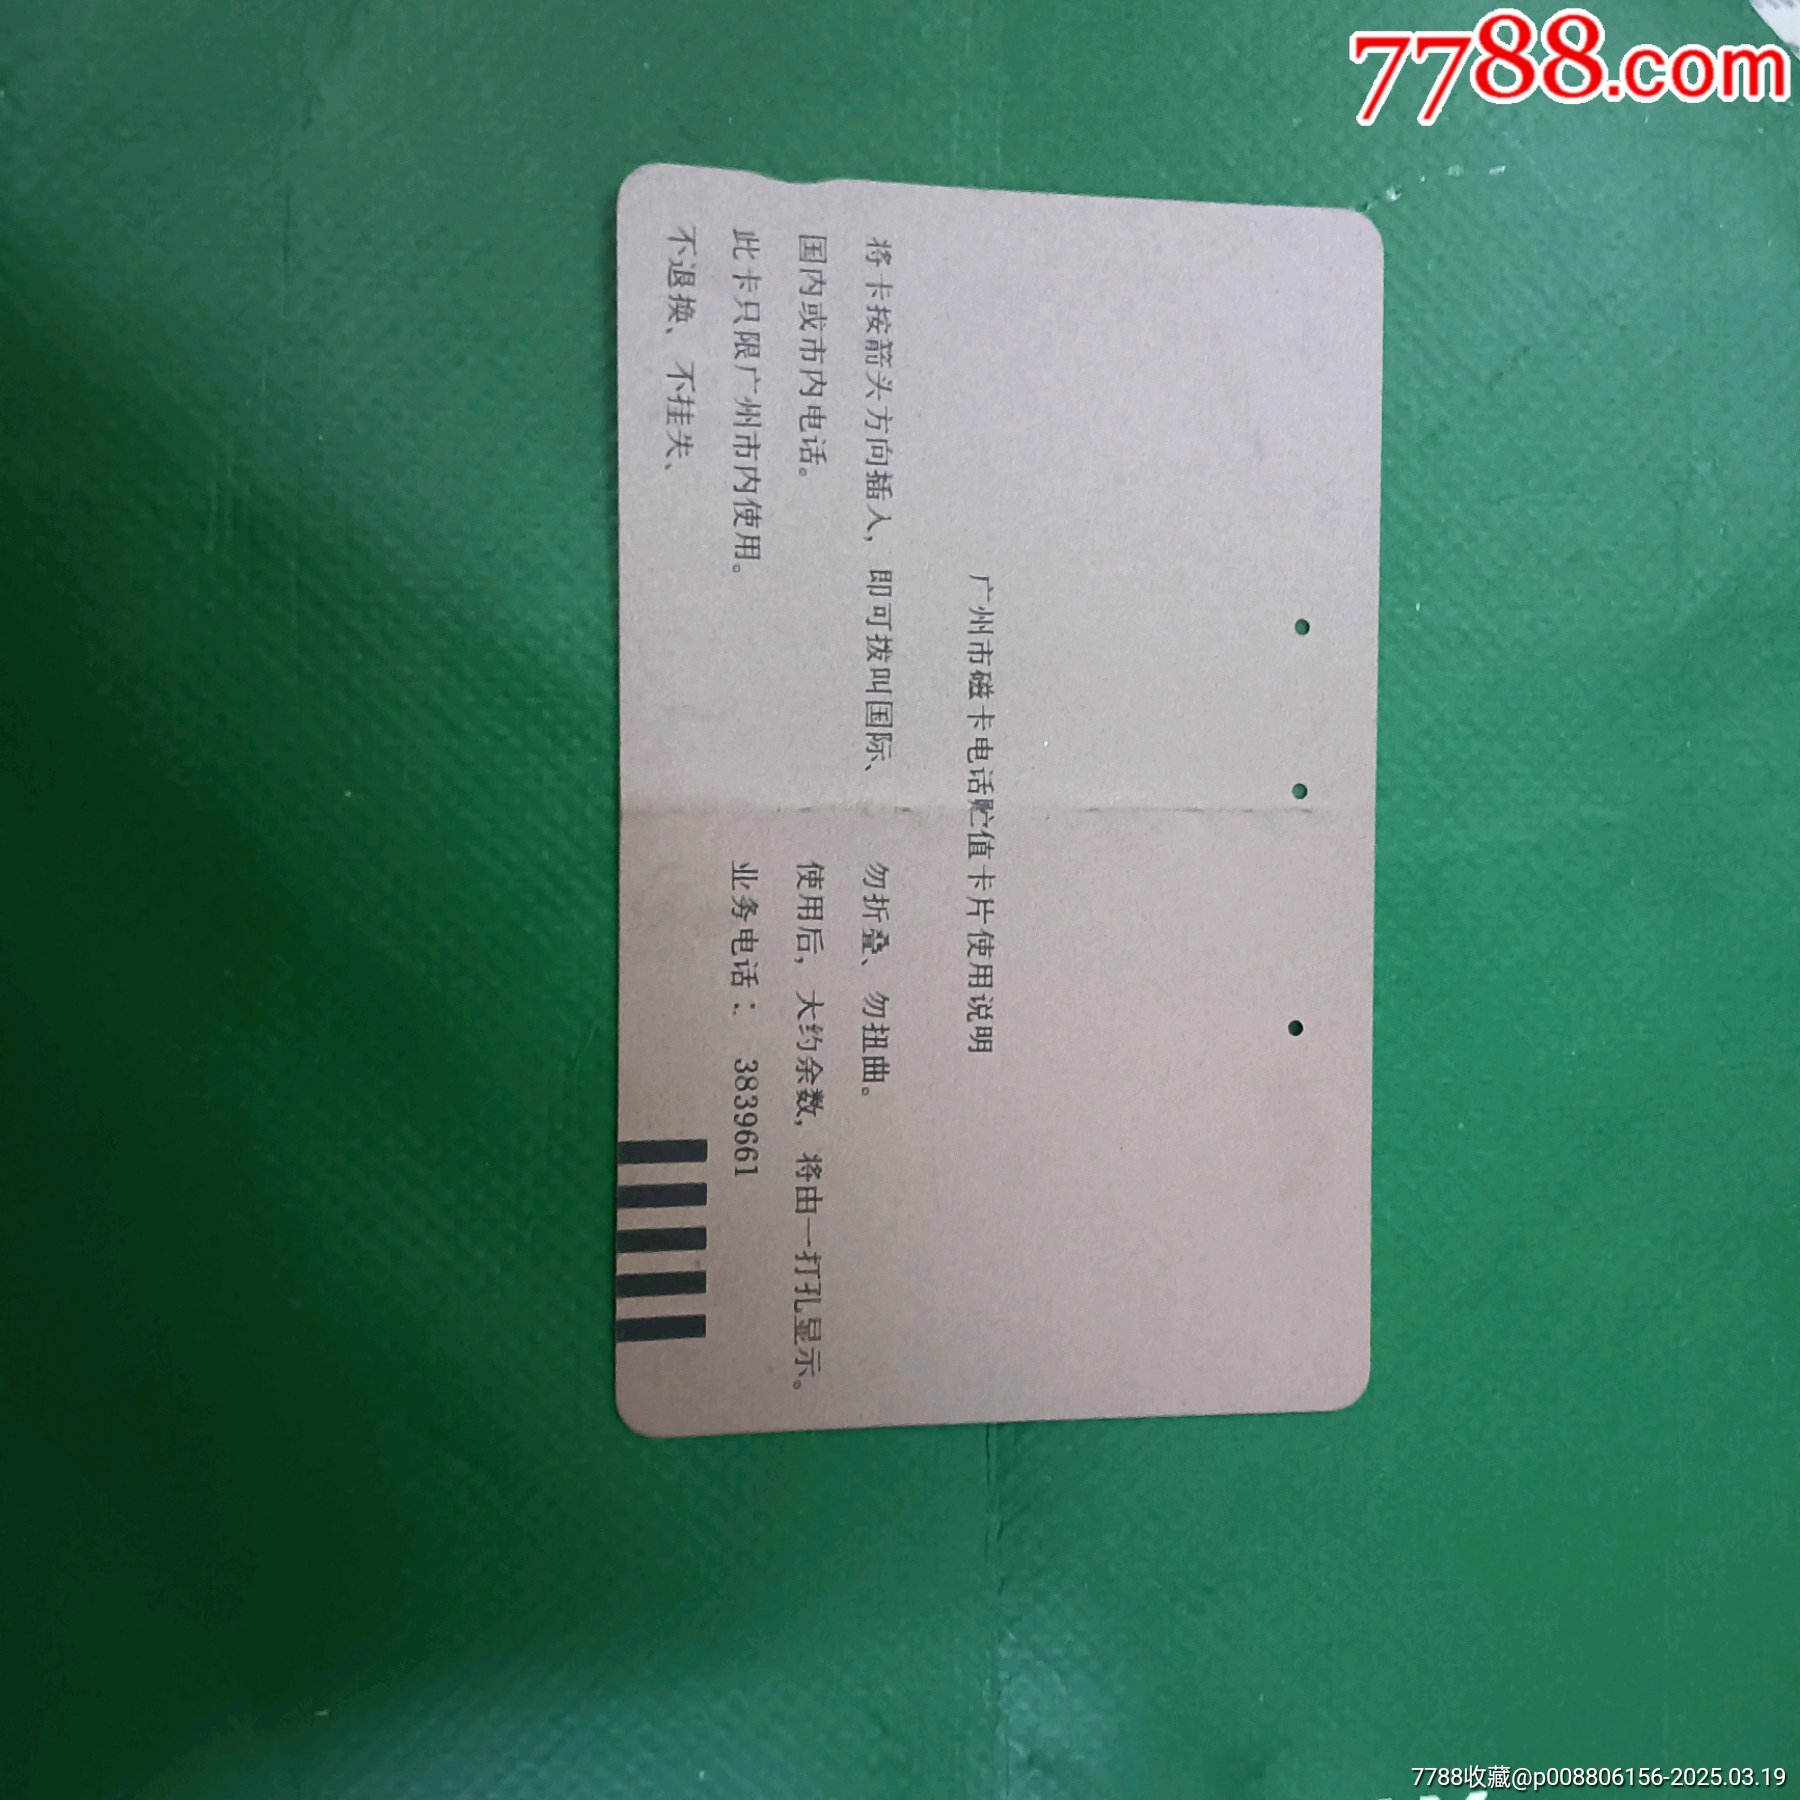 7788.com
广州市磁卡电话贮值卡片使用说明
将卡按箭头方向插入，即可拨叫国际、
国内或市内电话。
此卡只限广州市内使用。
不退换、不挂失、
勿折叠、勿扭曲。
使用后，大约余数，将由一打孔显示。
业务电话：3839661
7788收藏@p008806156-2025.03.19